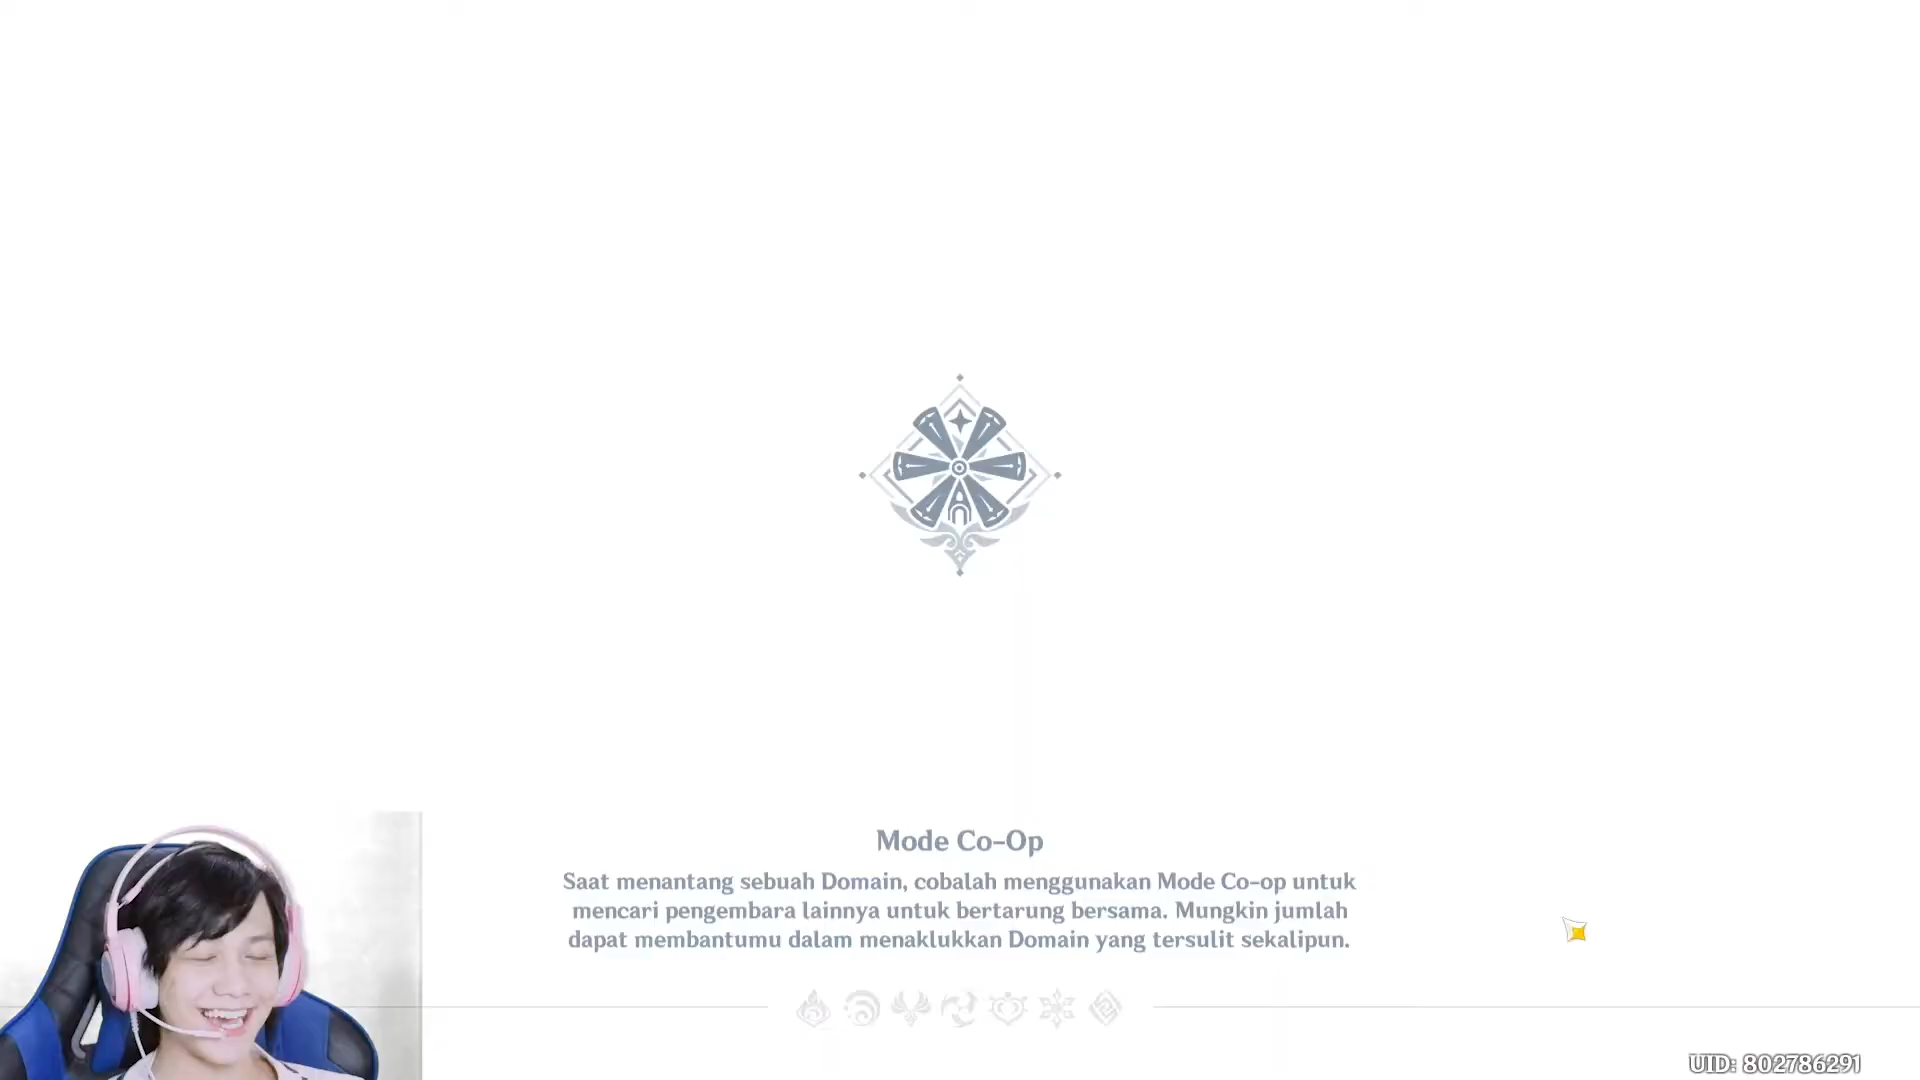 Mode Co-Op
Saat menantang sebuah Domain, cobalah menggunakan Mode Co-op untuk
mencari pengembara lainnya untuk bertarung bersama. Mungkin jumlah
dapat membantumu dalam menaklukkan Domain yang tersulit sekalipun.
UID: 802786291